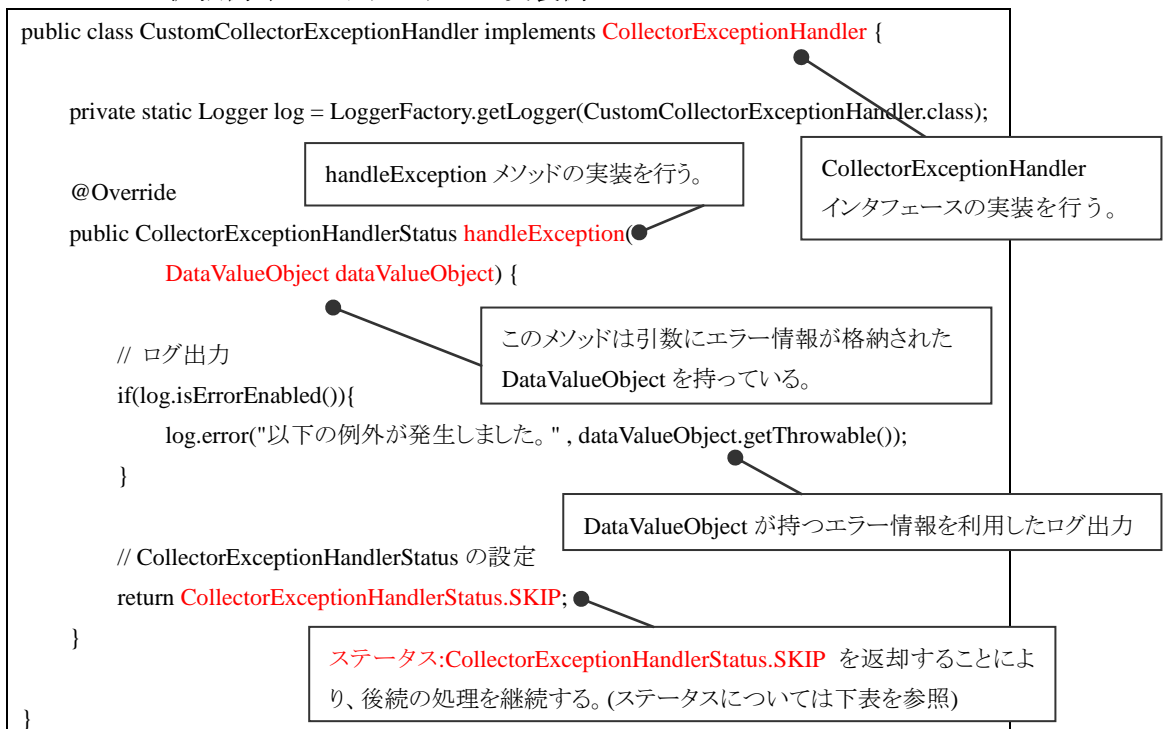 public class CustomCollectorExceptionHandler implements CollectorExceptionHandler {
private static Logger log = LoggerFactory.getLogger(CustomCollectorExceptionHandler.class);
handleException メソッドの実装を行う。
CollectorExceptionHandler
インタフェースの実装を行う。
@Override
public CollectorExceptionHandlerStatus handleException(
DataValueObject dataValueObject) {
このメソッドは引数にエラー情報が格納された
DataValueObject を持っている。
// ログ出力
if(log.isErrorEnabled()){
log.error("以下の例外が発生しました。" , dataValueObject.getThrowable());
}
DataValueObject が持つエラー情報を利用したログ出力
// CollectorExceptionHandlerStatus の設定
return CollectorExceptionHandlerStatus.SKIP;
}
ステータス:CollectorExceptionHandlerStatus.SKIP を返却することによ
り、後続の処理を継続する。(ステータスについては下表を参照)
}